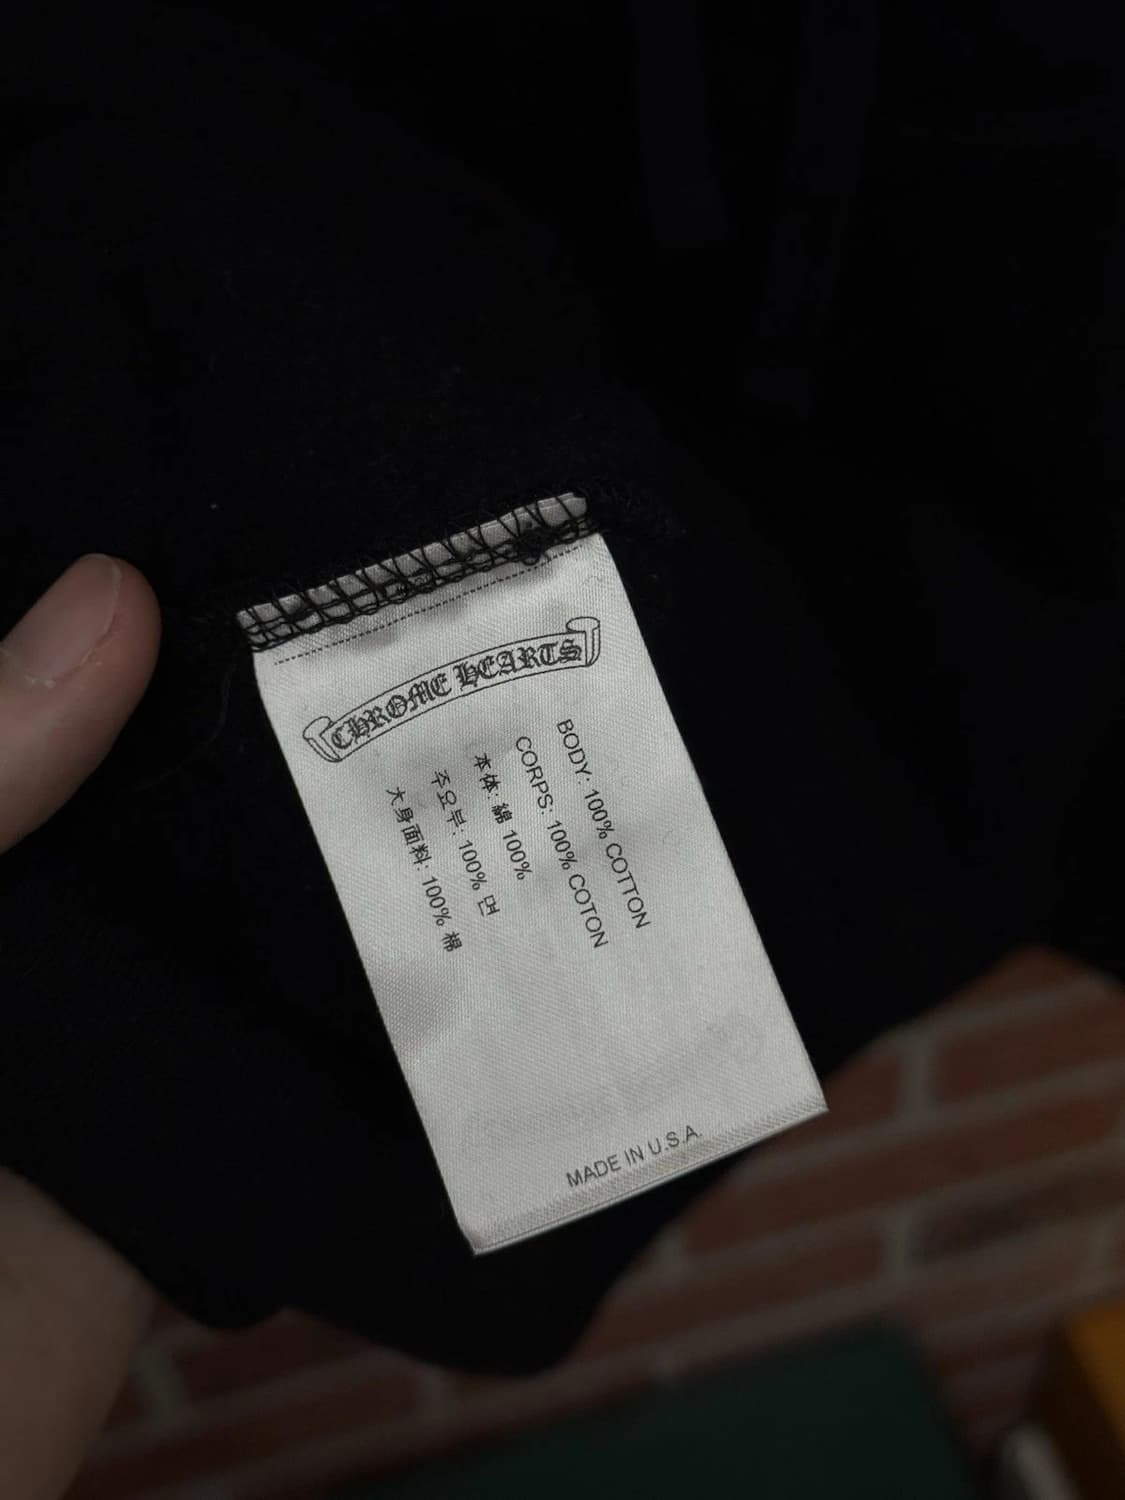 CHROME HEARTS
BODY: 100% COTTON
CORPS: 100% COTON
本体: 綿 100%
주요부: 100% 면
大身面料: 100% 棉
MADE IN U.S.A.